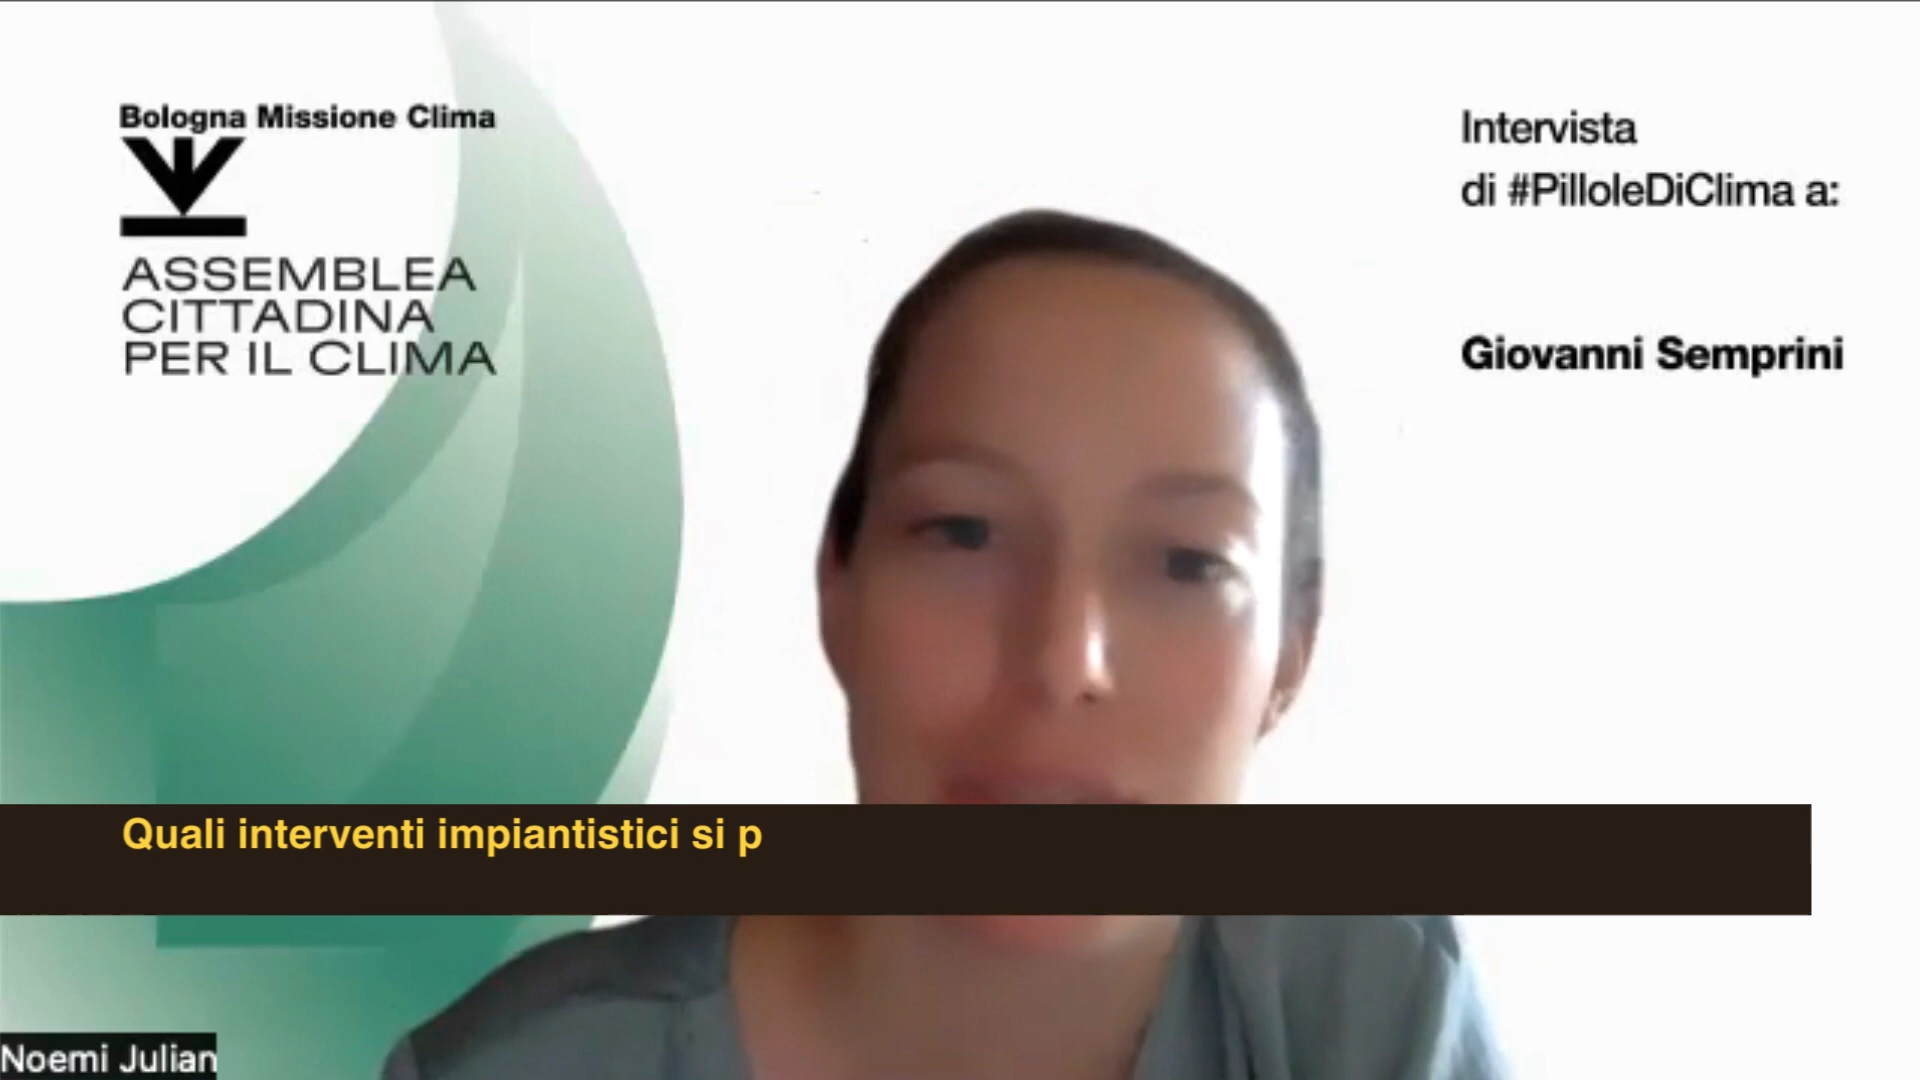 Bologna Missione Clima
ASSEMBLEA
CITTADINA
PER IL CLIMA
Intervista
di #PilloleDiClima a:
Giovanni Semprini
Quali interventi impiantistici si p
Noemi Julian